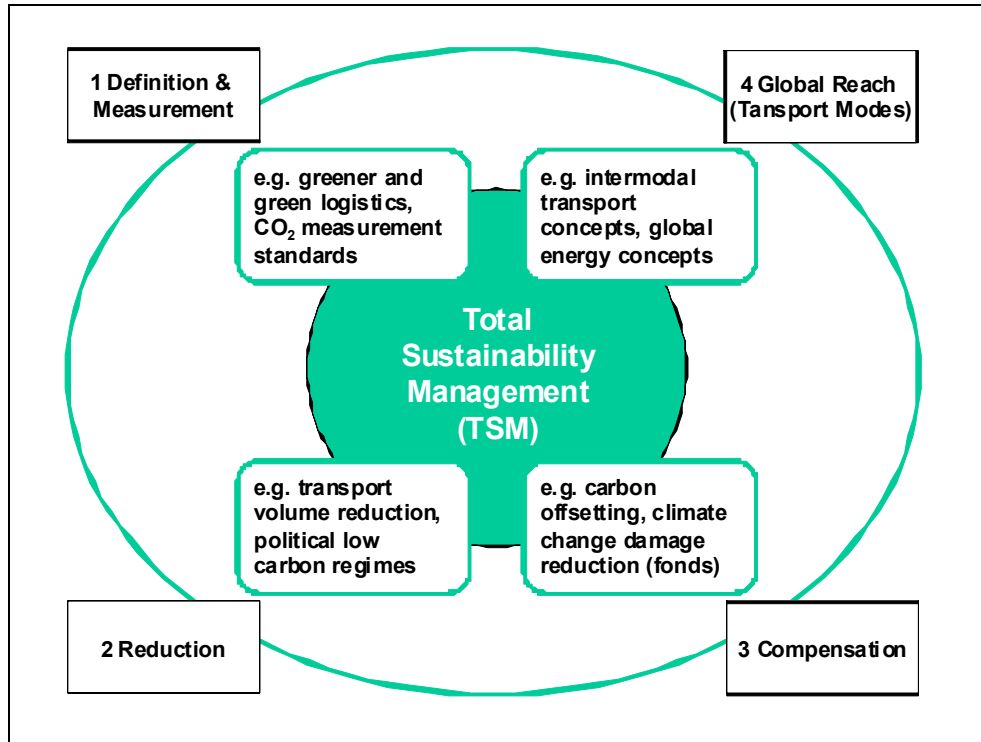 1 Definition &
Measurement
4 Global Reach
(Tansport Modes)
e.g. greener and
green logistics,
CO₂ measurement
standards
e.g. intermodal
transport
concepts, global
energy concepts
Total
Sustainability
Management
(TSM)
e.g. transport
volume reduction,
political low
carbon regimes
e.g. carbon
offsetting, climate
change damage
reduction (fonds)
2 Reduction
3 Compensation